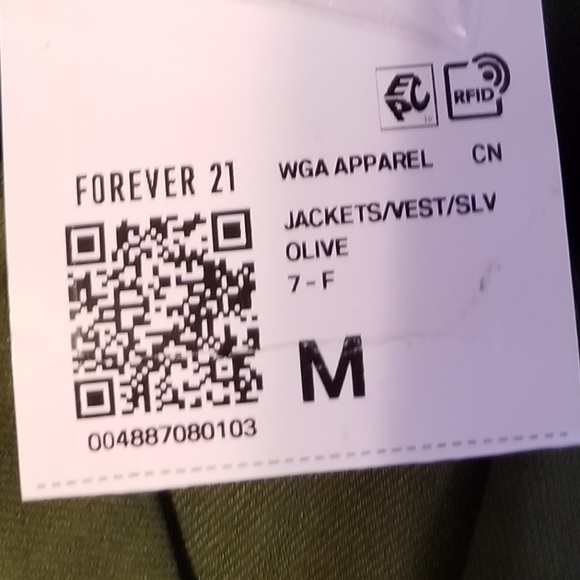 EPC
RFID
FOREVER 21
WGA APPAREL CN
JACKETS/VEST/SLV
OLIVE
7-F
M
004887080103